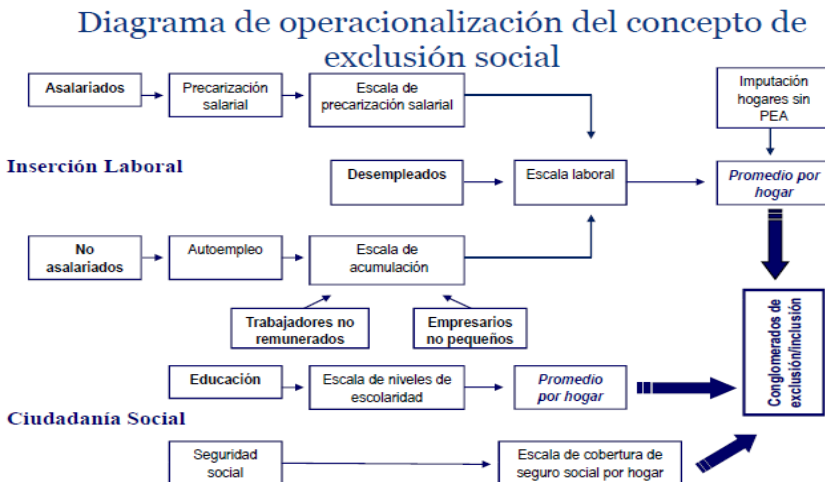 Diagrama de operacionalización del concepto de
exclusión social
Asalariados
Precarización
salarial
Escala de
precarización salarial
Imputación
hogares sin
PEA
Inserción Laboral
Desempleados
Escala laboral
Promedio por
hogar
No
asalariados
Autoempleo
Escala de
acumulación
Trabajadores no
remunerados
Empresarios
no pequeños
Conglomerados de
exclusión/inclusión
Educación
Escala de niveles de
escolaridad
Promedio
por hogar
Ciudadanía Social
Seguridad
social
Escala de cobertura de
seguro social por hogar